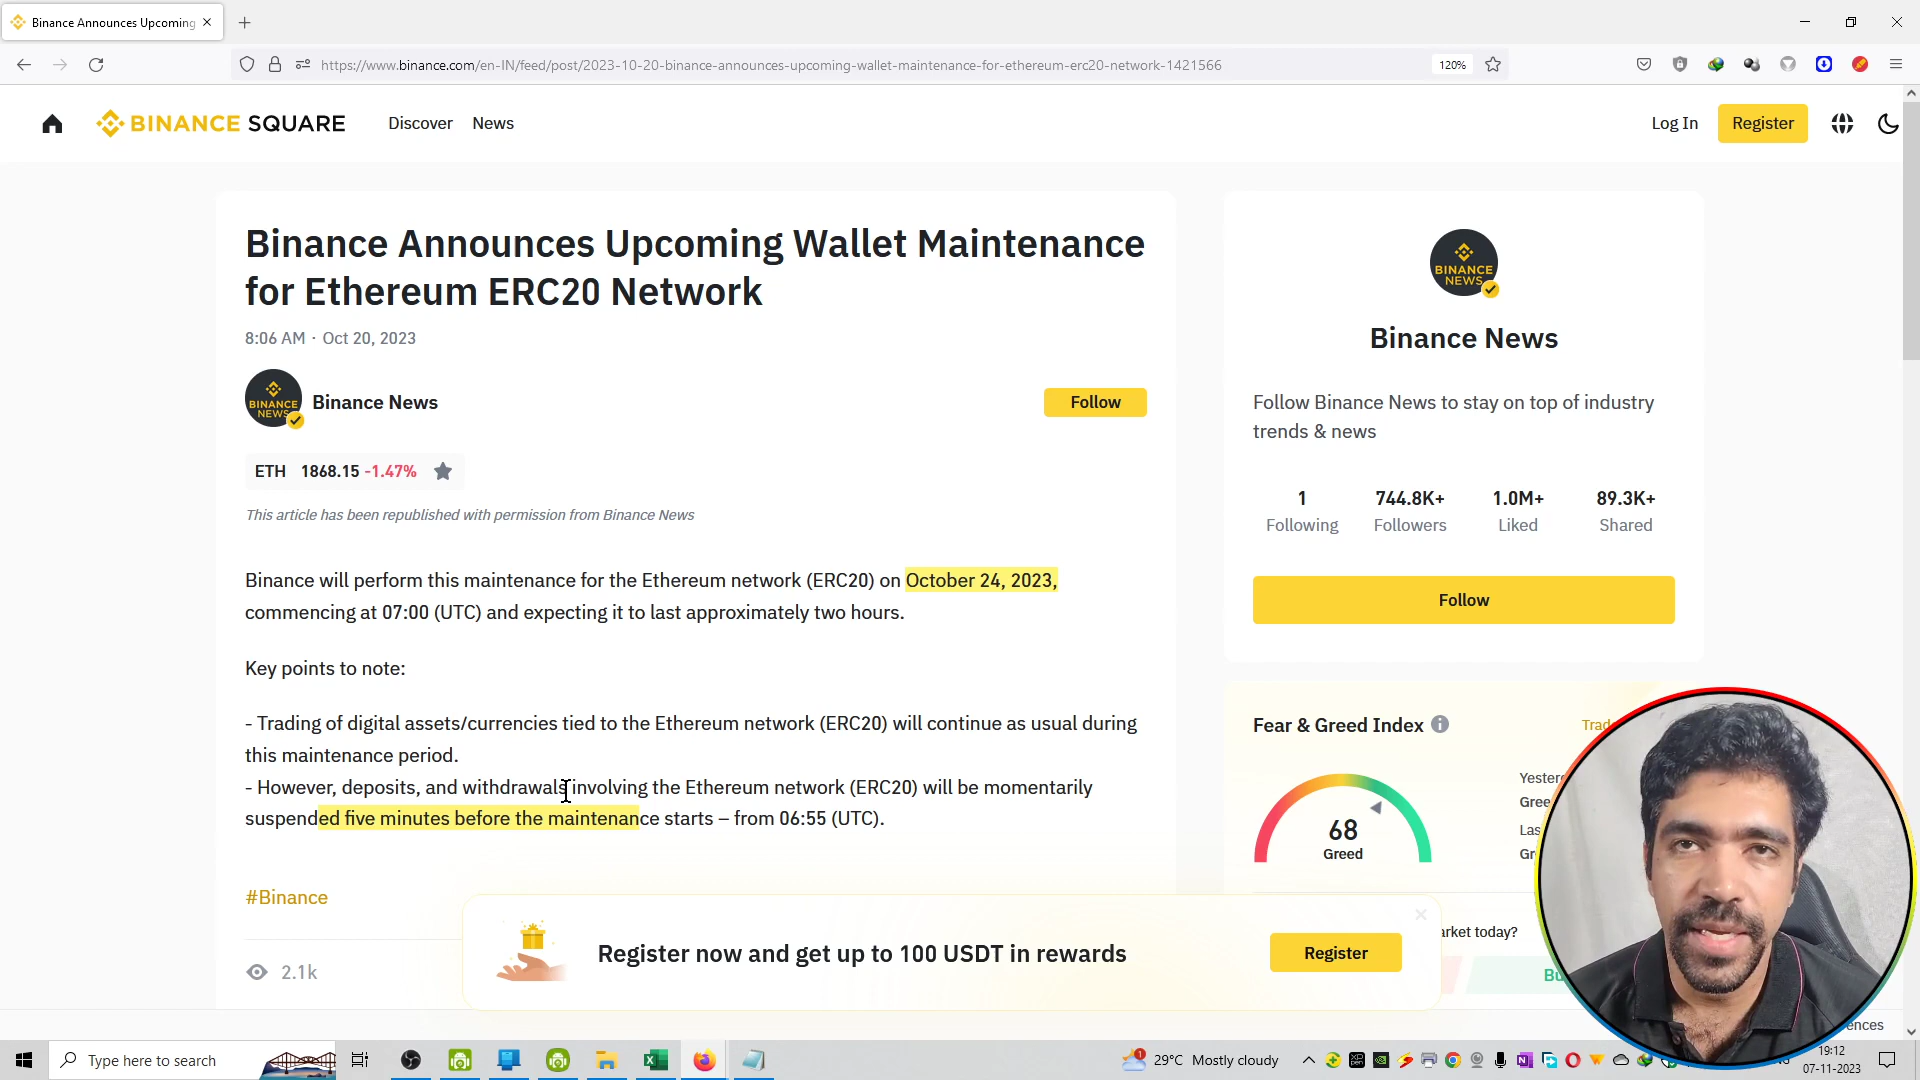 Binance Announces Upcoming
https://www.binance.com/en-IN/feed/post/2023-10-20-binance-announces-upcoming-wallet-maintenance-for-ethereum-erc20-network-1421566
120%
BINANCE SQUARE
Discover
News
Log In
Register
Binance Announces Upcoming Wallet Maintenance
for Ethereum ERC20 Network
8:06 AM · Oct 20, 2023
BINANCE
NEWS
Binance News
Follow
ETH 1868.15 -1.47%
This article has been republished with permission from Binance News
Binance will perform this maintenance for the Ethereum network (ERC20) on October 24, 2023,
commencing at 07:00 (UTC) and expecting it to last approximately two hours.
Key points to note:
- Trading of digital assets/currencies tied to the Ethereum network (ERC20) will continue as usual during
this maintenance period.
- However, deposits, and withdrawals involving the Ethereum network (ERC20) will be momentarily
suspended five minutes before the maintenance starts – from 06:55 (UTC).
#Binance
2.1k
BINANCE
NEWS
Binance News
Follow Binance News to stay on top of industry
trends & news
1
Following
744.8K+
Followers
1.0M+
Liked
89.3K+
Shared
Follow
Fear & Greed Index
68
Greed
arket today?
Register now and get up to 100 USDT in rewards
Register
ences
Type here to search
29°C Mostly cloudy
19:12
07-11-2023